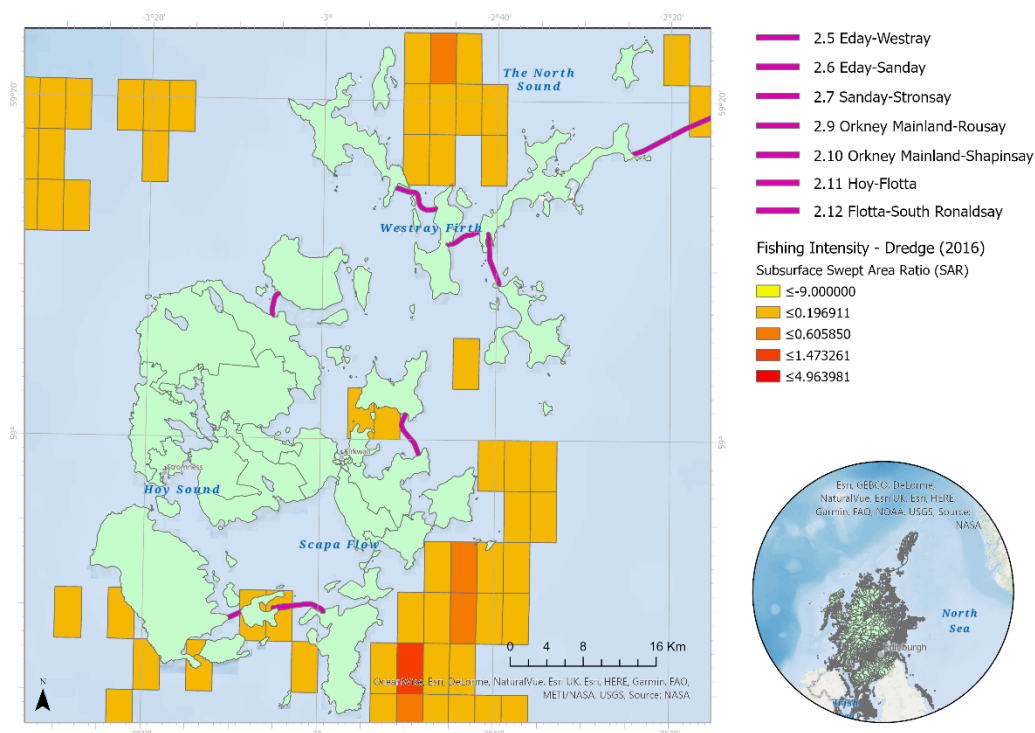 -3°20'
-3°
-2°40'
59°20'
59°20'
The North
Sound
Westray Firth
59°
59°
Kirkwall
Stromness
Hoy Sound
Scapa Flow
0 4 8 16 Km
OceanWise, Esri, DeLorme, NaturalVue, Esri UK, Esri, HERE, Garmin, FAO,
METI/NASA, USGS, Source: NASA
N
2.5 Eday-Westray
2.6 Eday-Sanday
2.7 Sanday-Stronsay
2.9 Orkney Mainland-Rousay
2.10 Orkney Mainland-Shapinsay
2.11 Hoy-Flotta
2.12 Flotta-South Ronaldsay
Fishing Intensity - Dredge (2016)
Subsurface Swept Area Ratio (SAR)
≤-9.000000
≤0.196911
≤0.605850
≤1.473261
≤4.963981
Esri, GEBCO, DeLorme,
NaturalVue, Esri UK, Esri, HERE,
Garmin, FAO, NOAA, USGS, Source:
NASA
North
Sea
Edinburgh